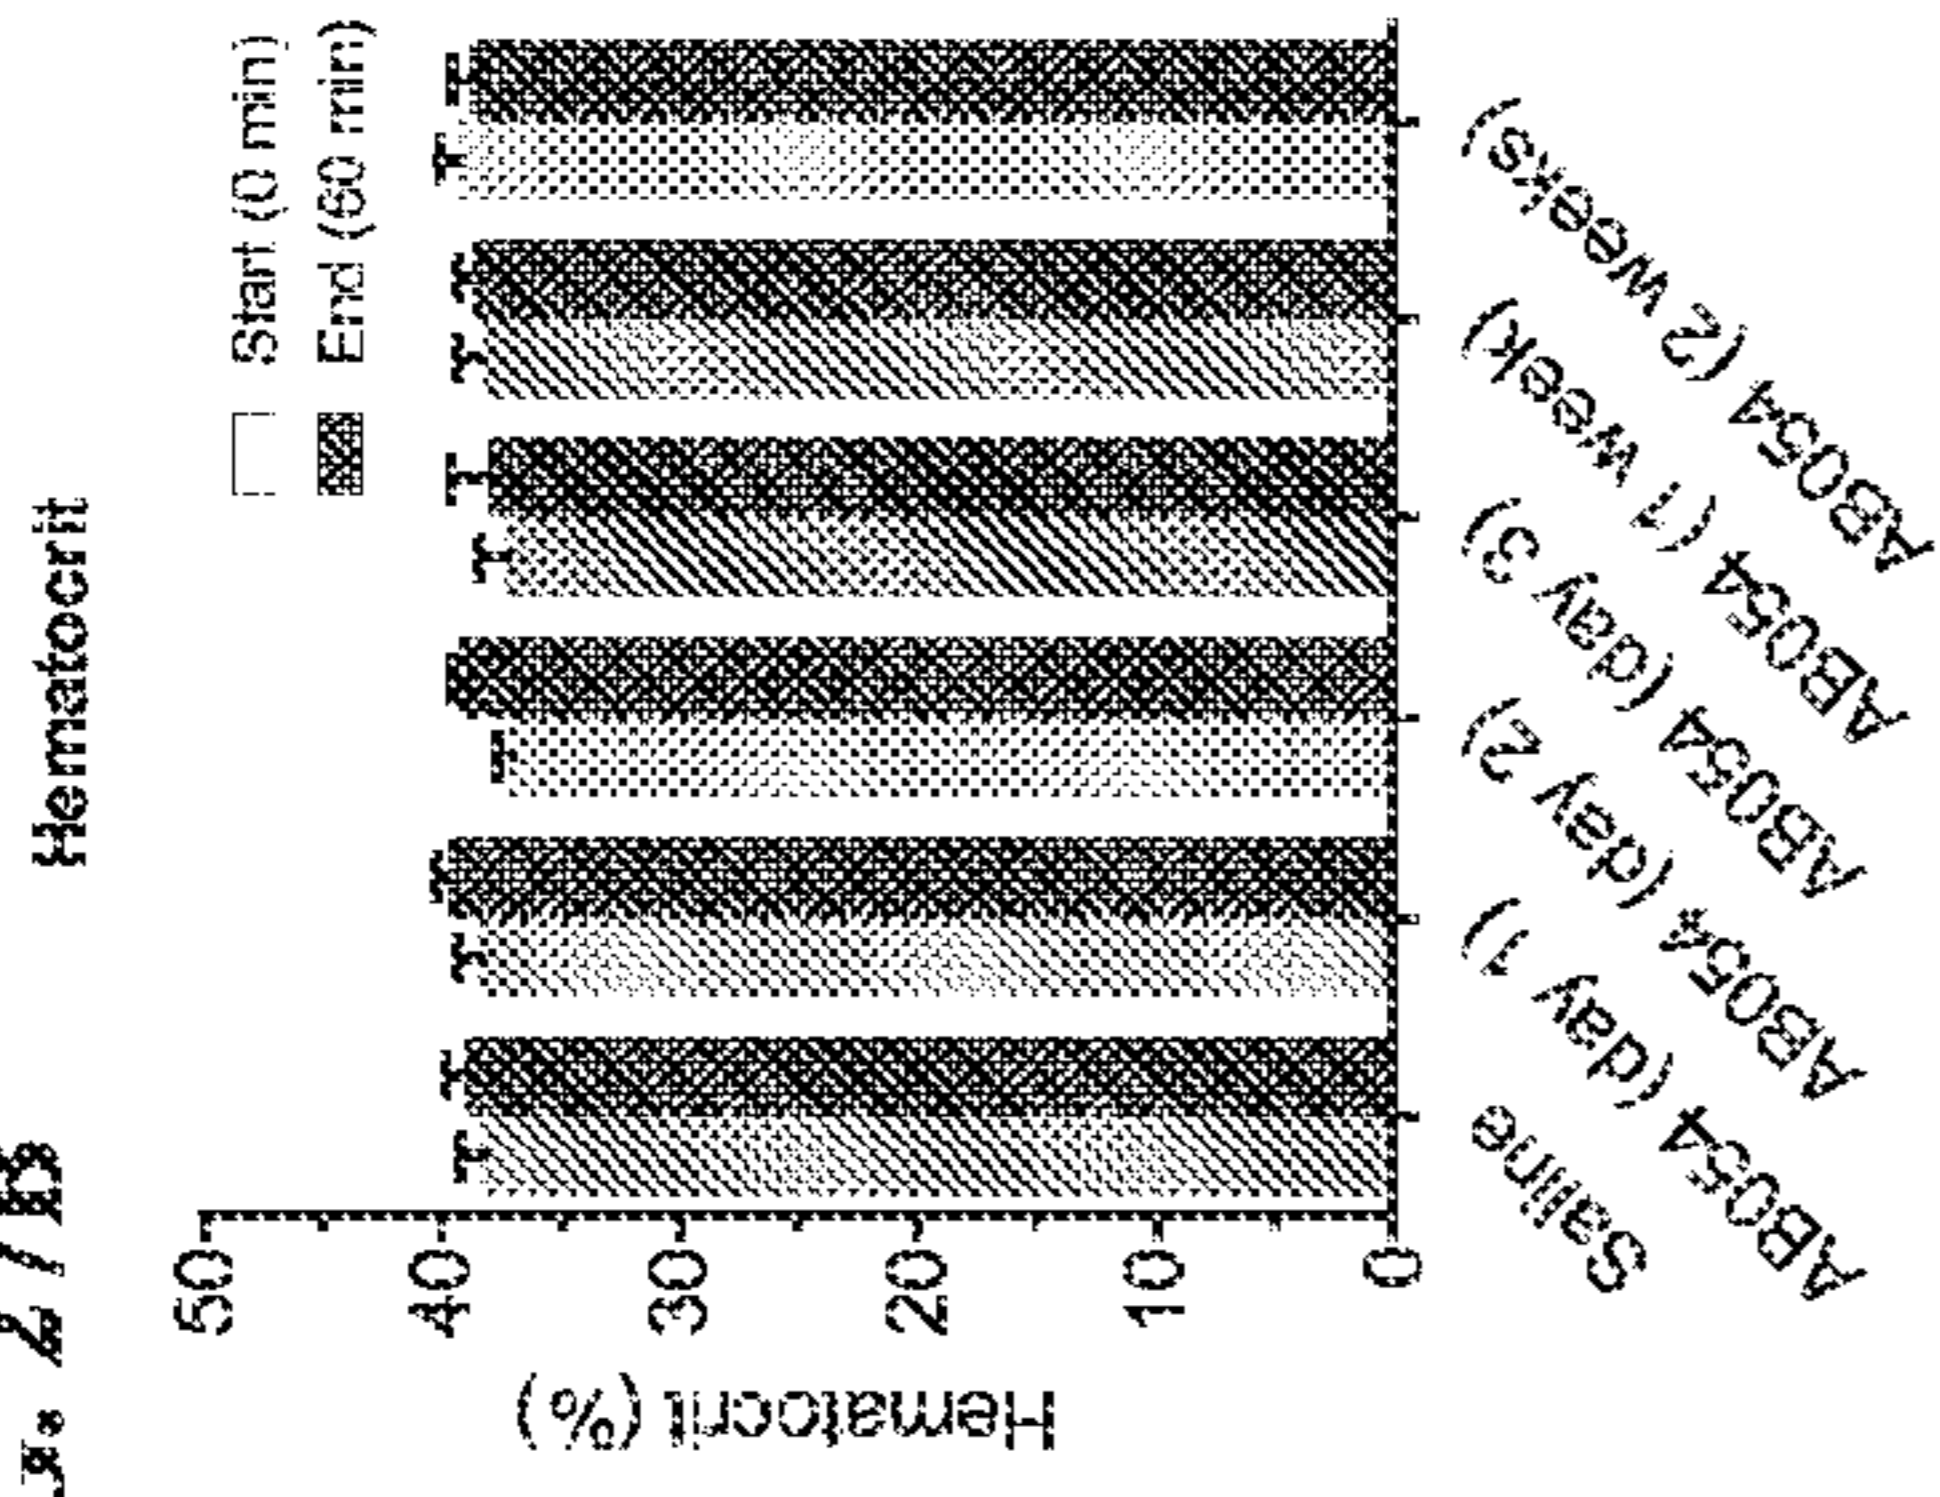 Hematocrit
Start (0 min)
End (60 min)
Hematocrit (%)
50
40
30
20
10
0
Saline
AB054 (day 1)
AB054 (day 2)
AB054 (day 3)
AB054 (1 week)
AB054 (2 weeks)